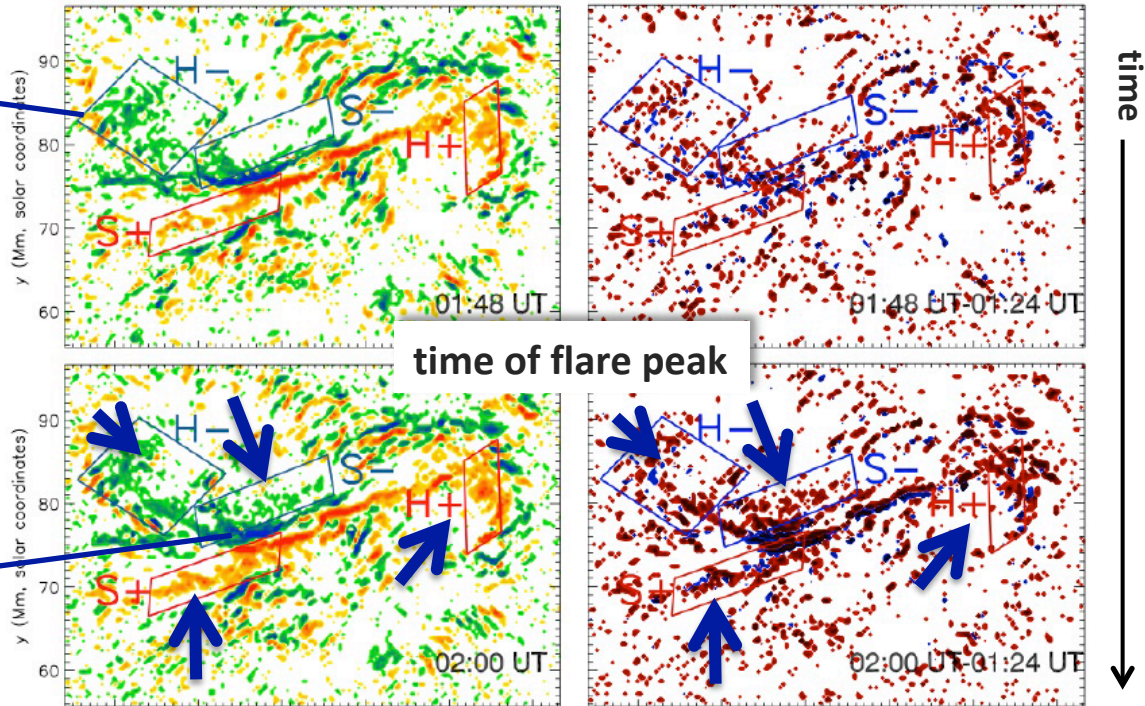 y (Mm, solar coordinates)
90
80
70
60
H−
S−
H+
S+
01:48 UT
H−
S−
H+
S+
01:48 UT-01:24 UT
time
time of flare peak
y (Mm, solar coordinates)
90
80
70
60
H−
S−
H+
S+
02:00 UT
H−
S−
H+
S+
02:00 UT-01:24 UT